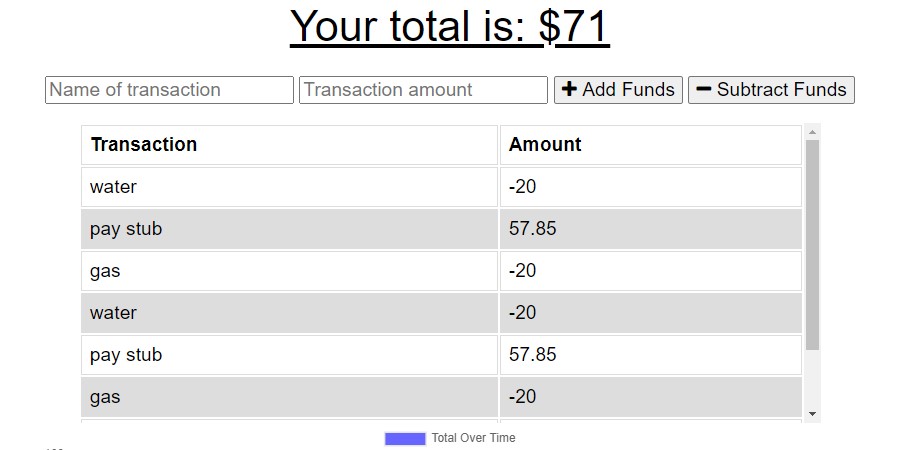 Your total is: $71
Name of transaction Transaction amount + Add Funds − Subtract Funds
Transaction Amount
water -20
pay stub 57.85
gas -20
water -20
pay stub 57.85
gas -20
Total Over Time